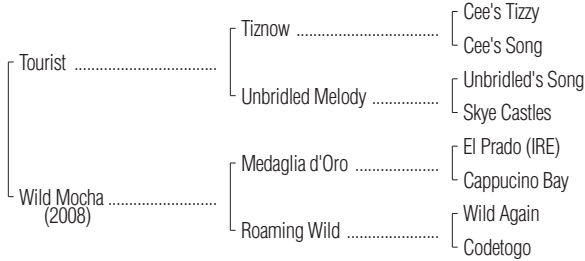 Cee's Tizzy
Tiznow ..................................
Cee's Song
Tourist ..................................
Unbridled's Song
Unbridled Melody ................
Skye Castles
El Prado (IRE)
Medaglia d'Oro ....................
Cappucino Bay
Wild Mocha .........................
(2008)
Wild Again
Roaming Wild ......................
Codetogo